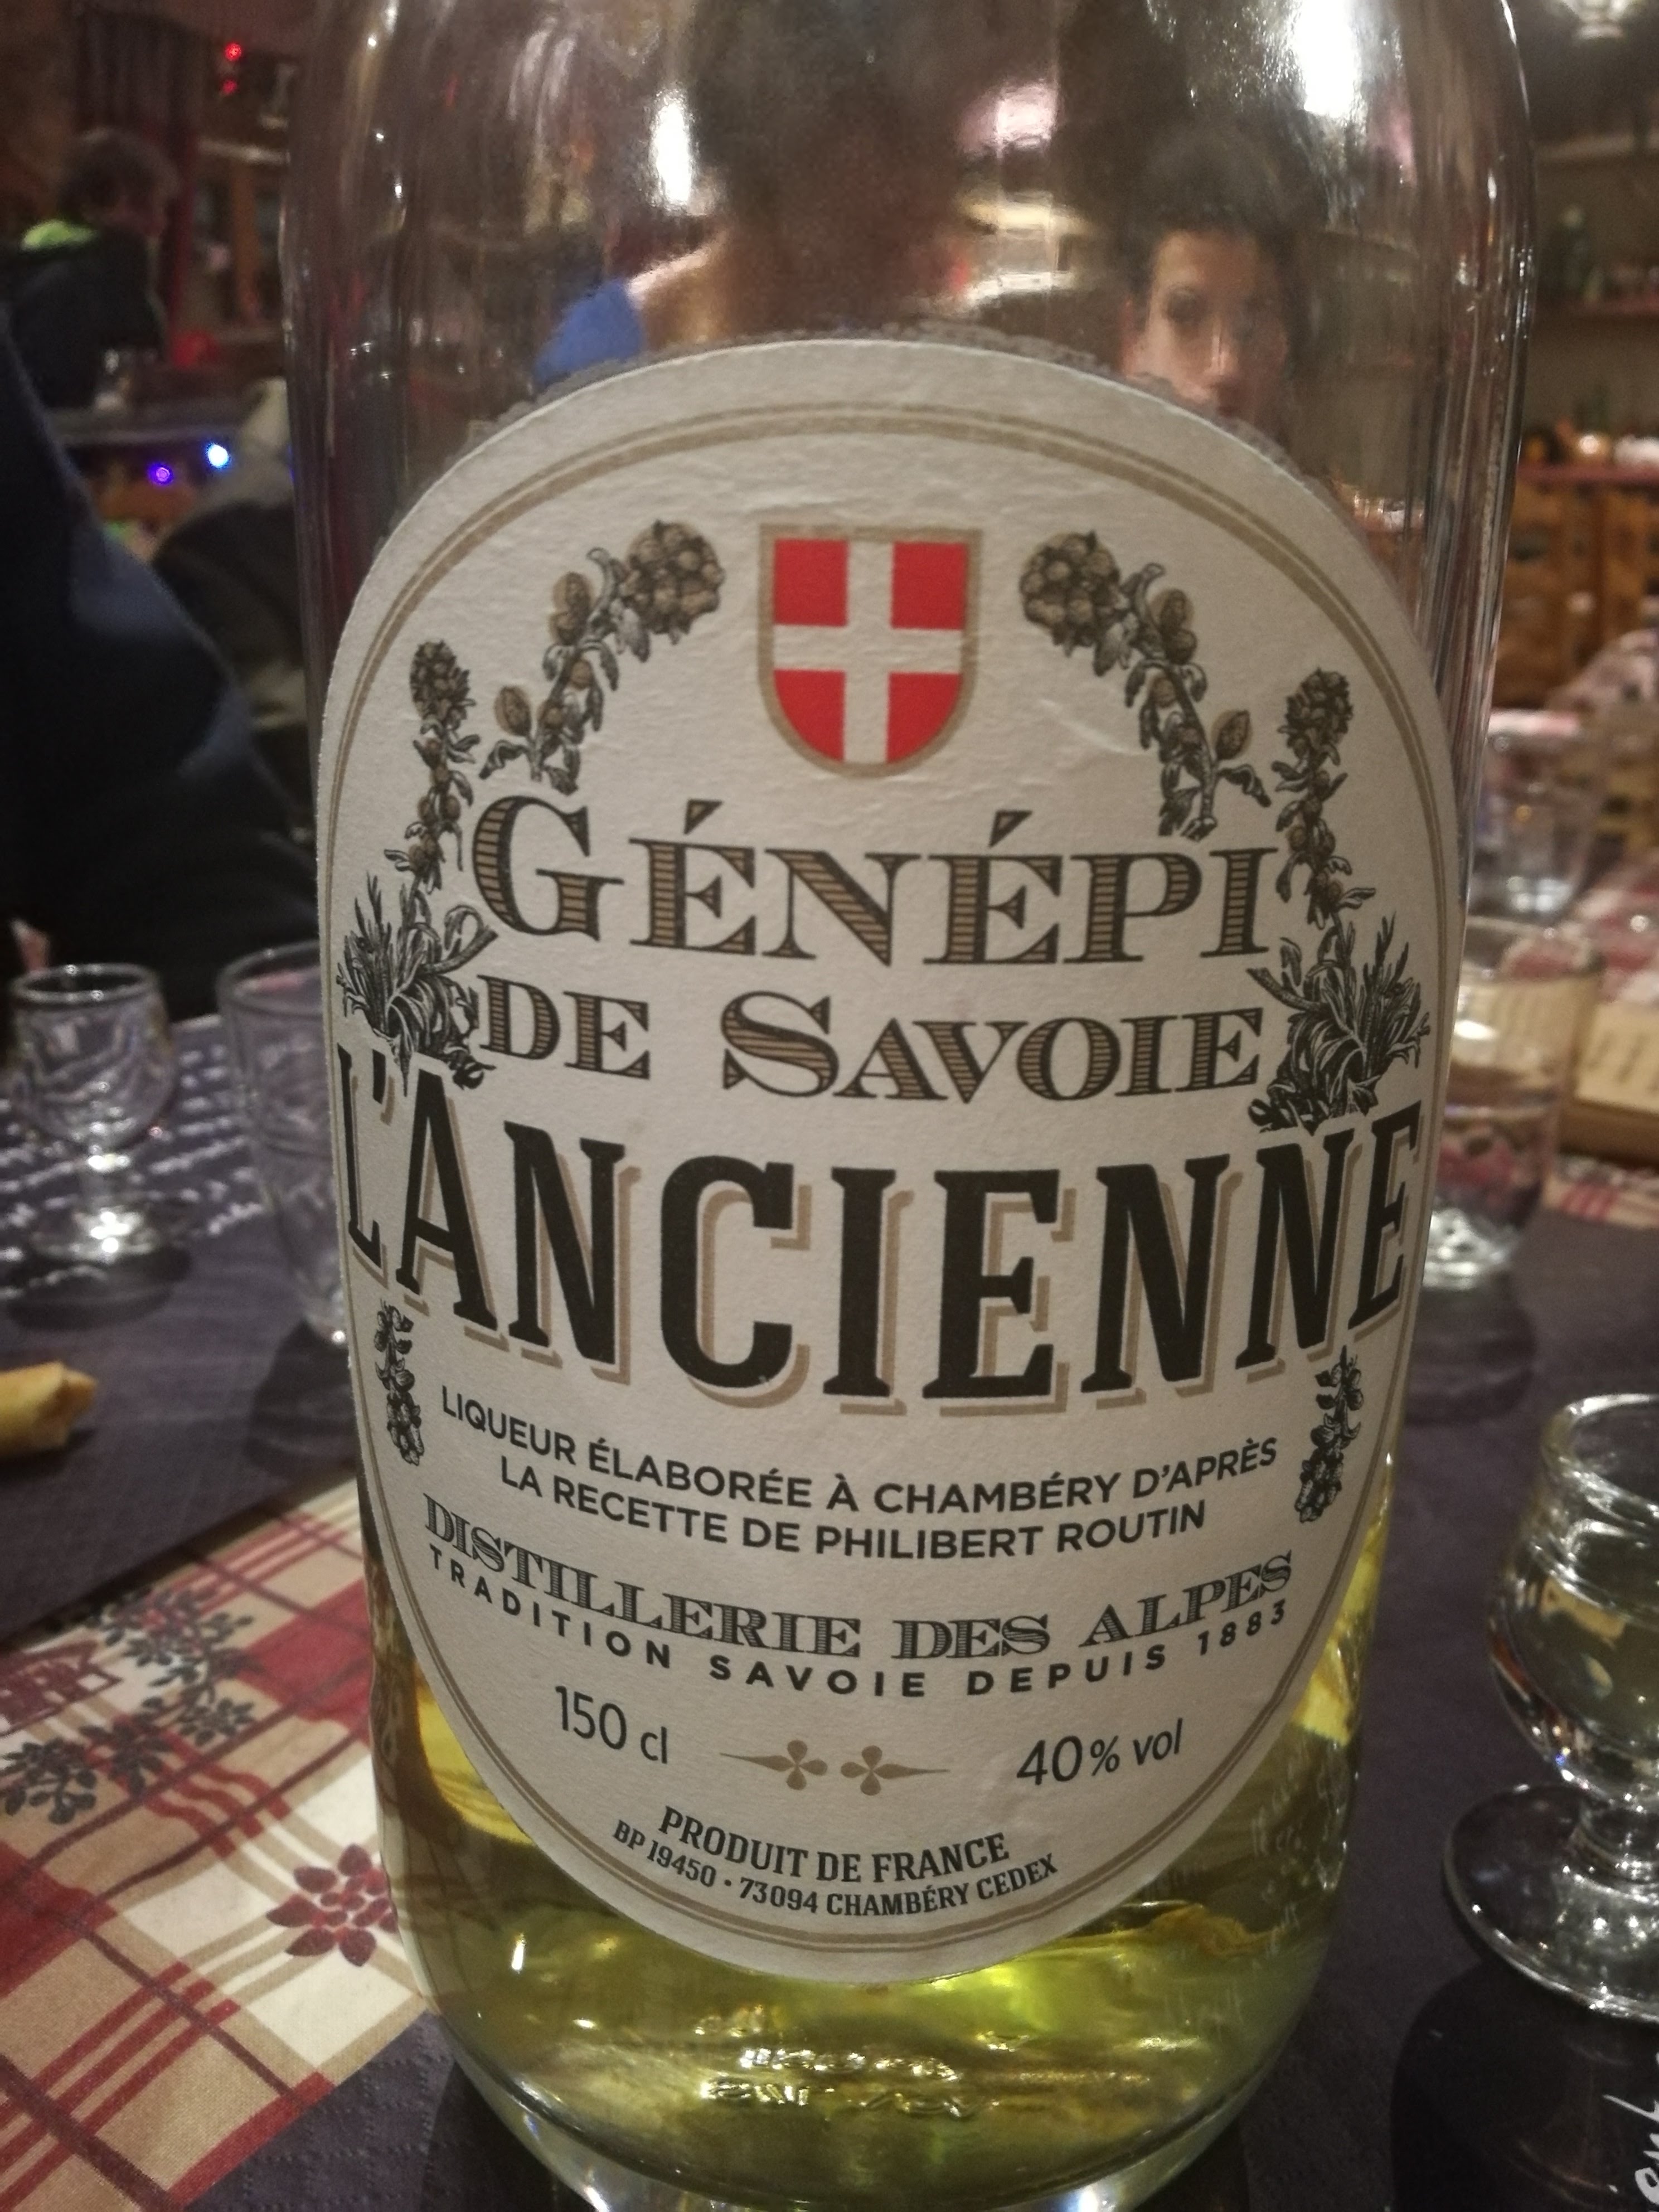 GÉNÉPI
DE SAVOIE
L'ANCIENNE
LIQUEUR ÉLABORÉE À CHAMBÉRY D'APRÈS
LA RECETTE DE PHILIBERT ROUTIN
DISTILLERIE DES ALPES
TRADITION SAVOIE DEPUIS 1883
150 cl
40% vol
PRODUIT DE FRANCE
BP 19450 • 73094 CHAMBÉRY CEDEX